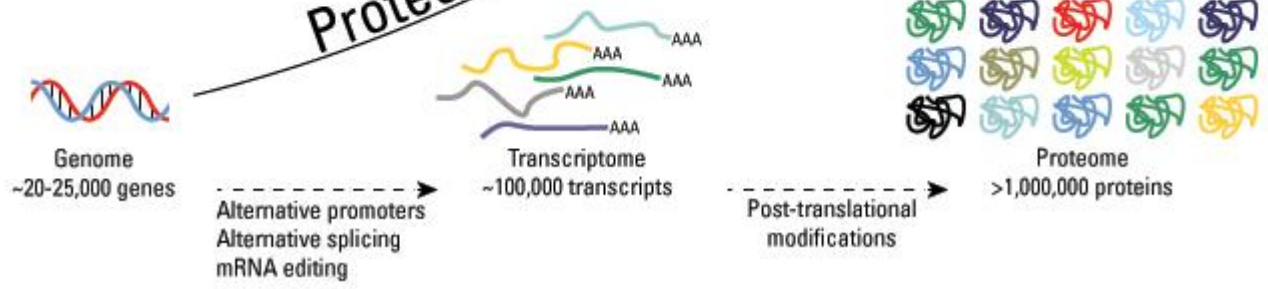 AAA
AAA
AAA
AAA
AAA
Genome
~20-25,000 genes
Alternative promoters
Alternative splicing
mRNA editing
Transcriptome
~100,000 transcripts
Post-translational
modifications
Proteome
>1,000,000 proteins